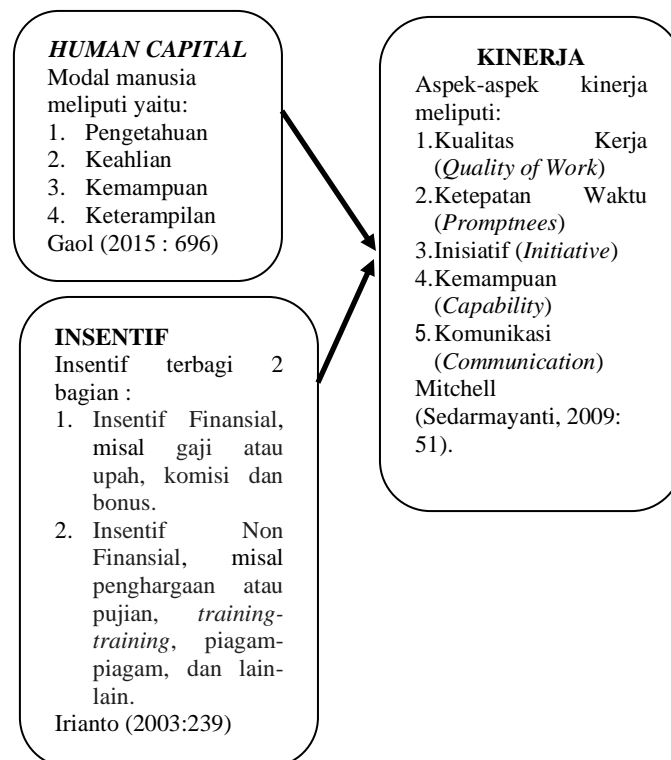 HUMAN CAPITAL
Modal manusia
meliputi yaitu:
1. Pengetahuan
2. Keahlian
3. Kemampuan
4. Keterampilan
Gaol (2015 : 696)
INSENTIF
Insentif terbagi 2
bagian :
1. Insentif Finansial,
misal gaji atau
upah, komisi dan
bonus.
2. Insentif Non
Finansial, misal
penghargaan atau
pujian, training-
training, piagam-
piagam, dan lain-
lain.
Irianto (2003:239)
KINERJA
Aspek-aspek kinerja
meliputi:
1.Kualitas Kerja
(Quality of Work)
2.Ketepatan Waktu
(Promptnees)
3.Inisiatif (Initiative)
4.Kemampuan
(Capability)
5.Komunikasi
(Communication)
Mitchell
(Sedarmayanti, 2009:
51).